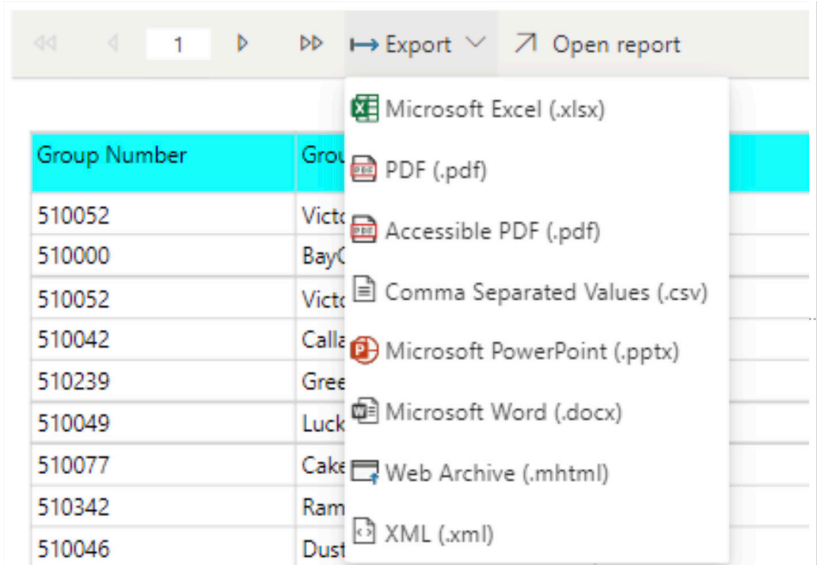 1 Export Open report
Microsoft Excel (.xlsx)
Group Number
PDF (.pdf)
510052
Accessible PDF (.pdf)
510000
Comma Separated Values (.csv)
510052
510042
Microsoft PowerPoint (.pptx)
510239
Microsoft Word (.docx)
510049
510077
Web Archive (.mhtml)
510342
XML (.xml)
510046